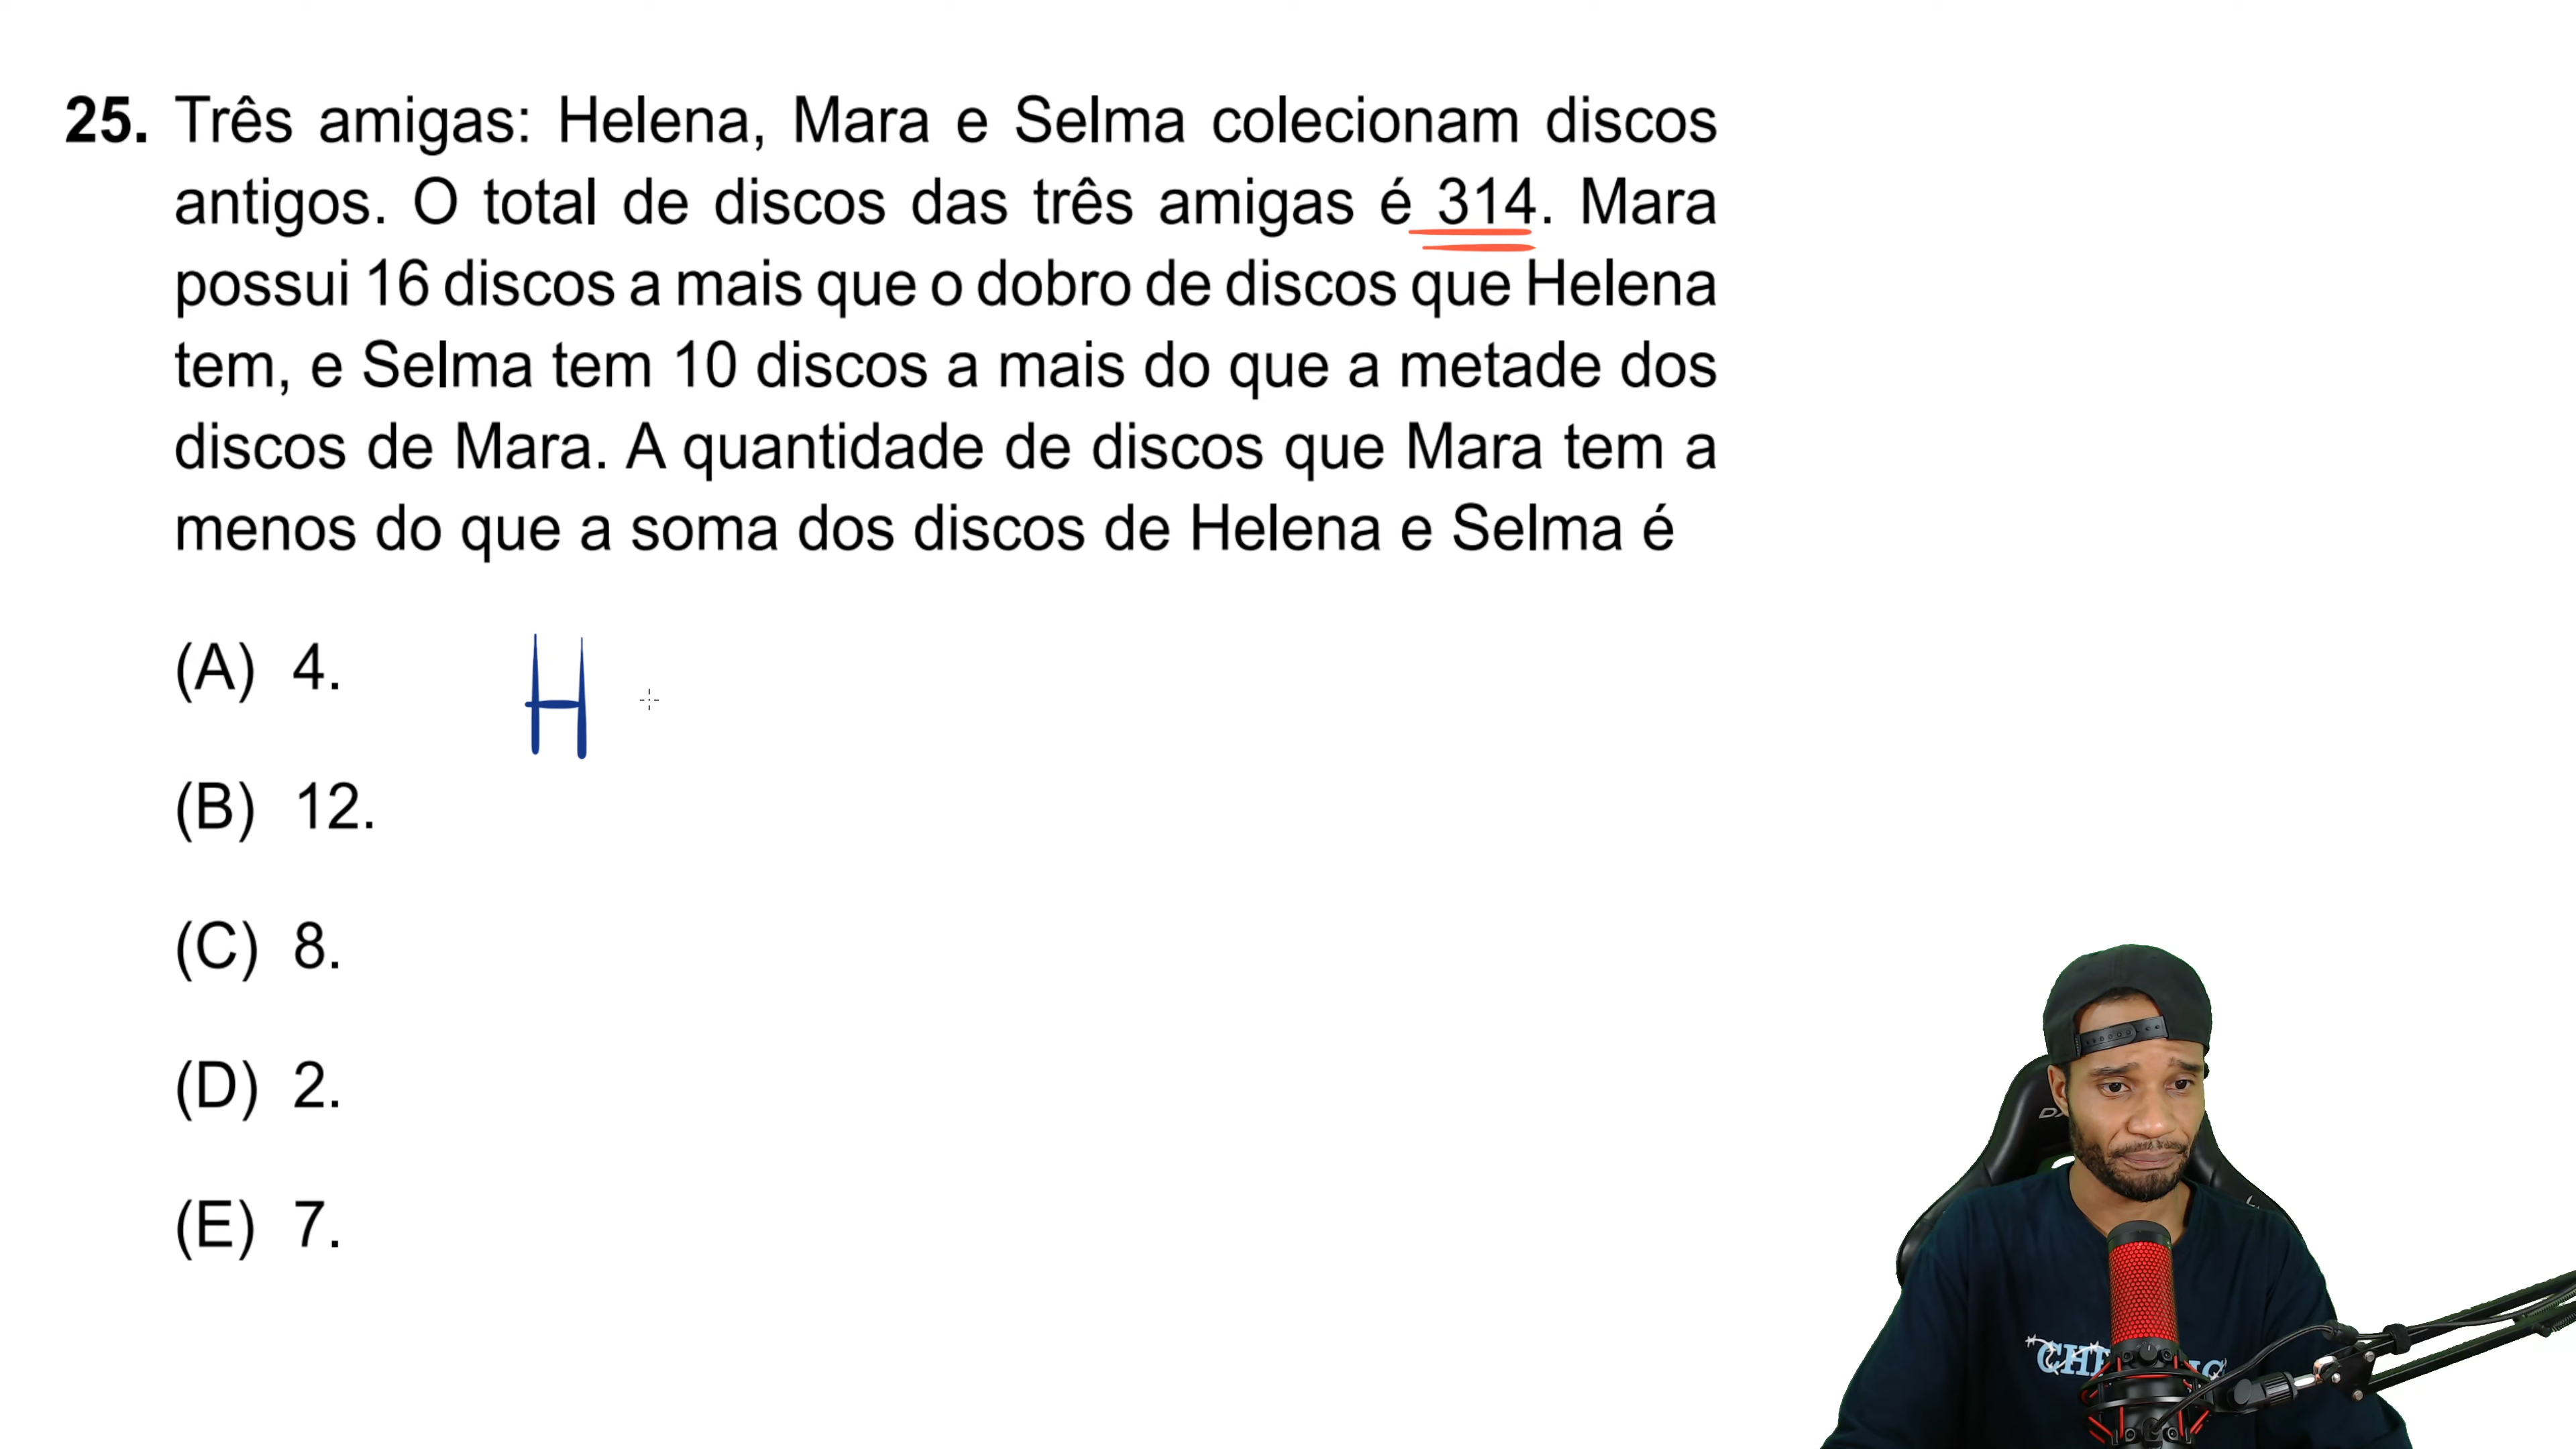 25. Três amigas: Helena, Mara e Selma colecionam discos
antigos. O total de discos das três amigas é 314. Mara
possui 16 discos a mais que o dobro de discos que Helena
tem, e Selma tem 10 discos a mais do que a metade dos
discos de Mara. A quantidade de discos que Mara tem a
menos do que a soma dos discos de Helena e Selma é
(A) 4.
H
(B) 12.
(C) 8.
(D) 2.
(E) 7.